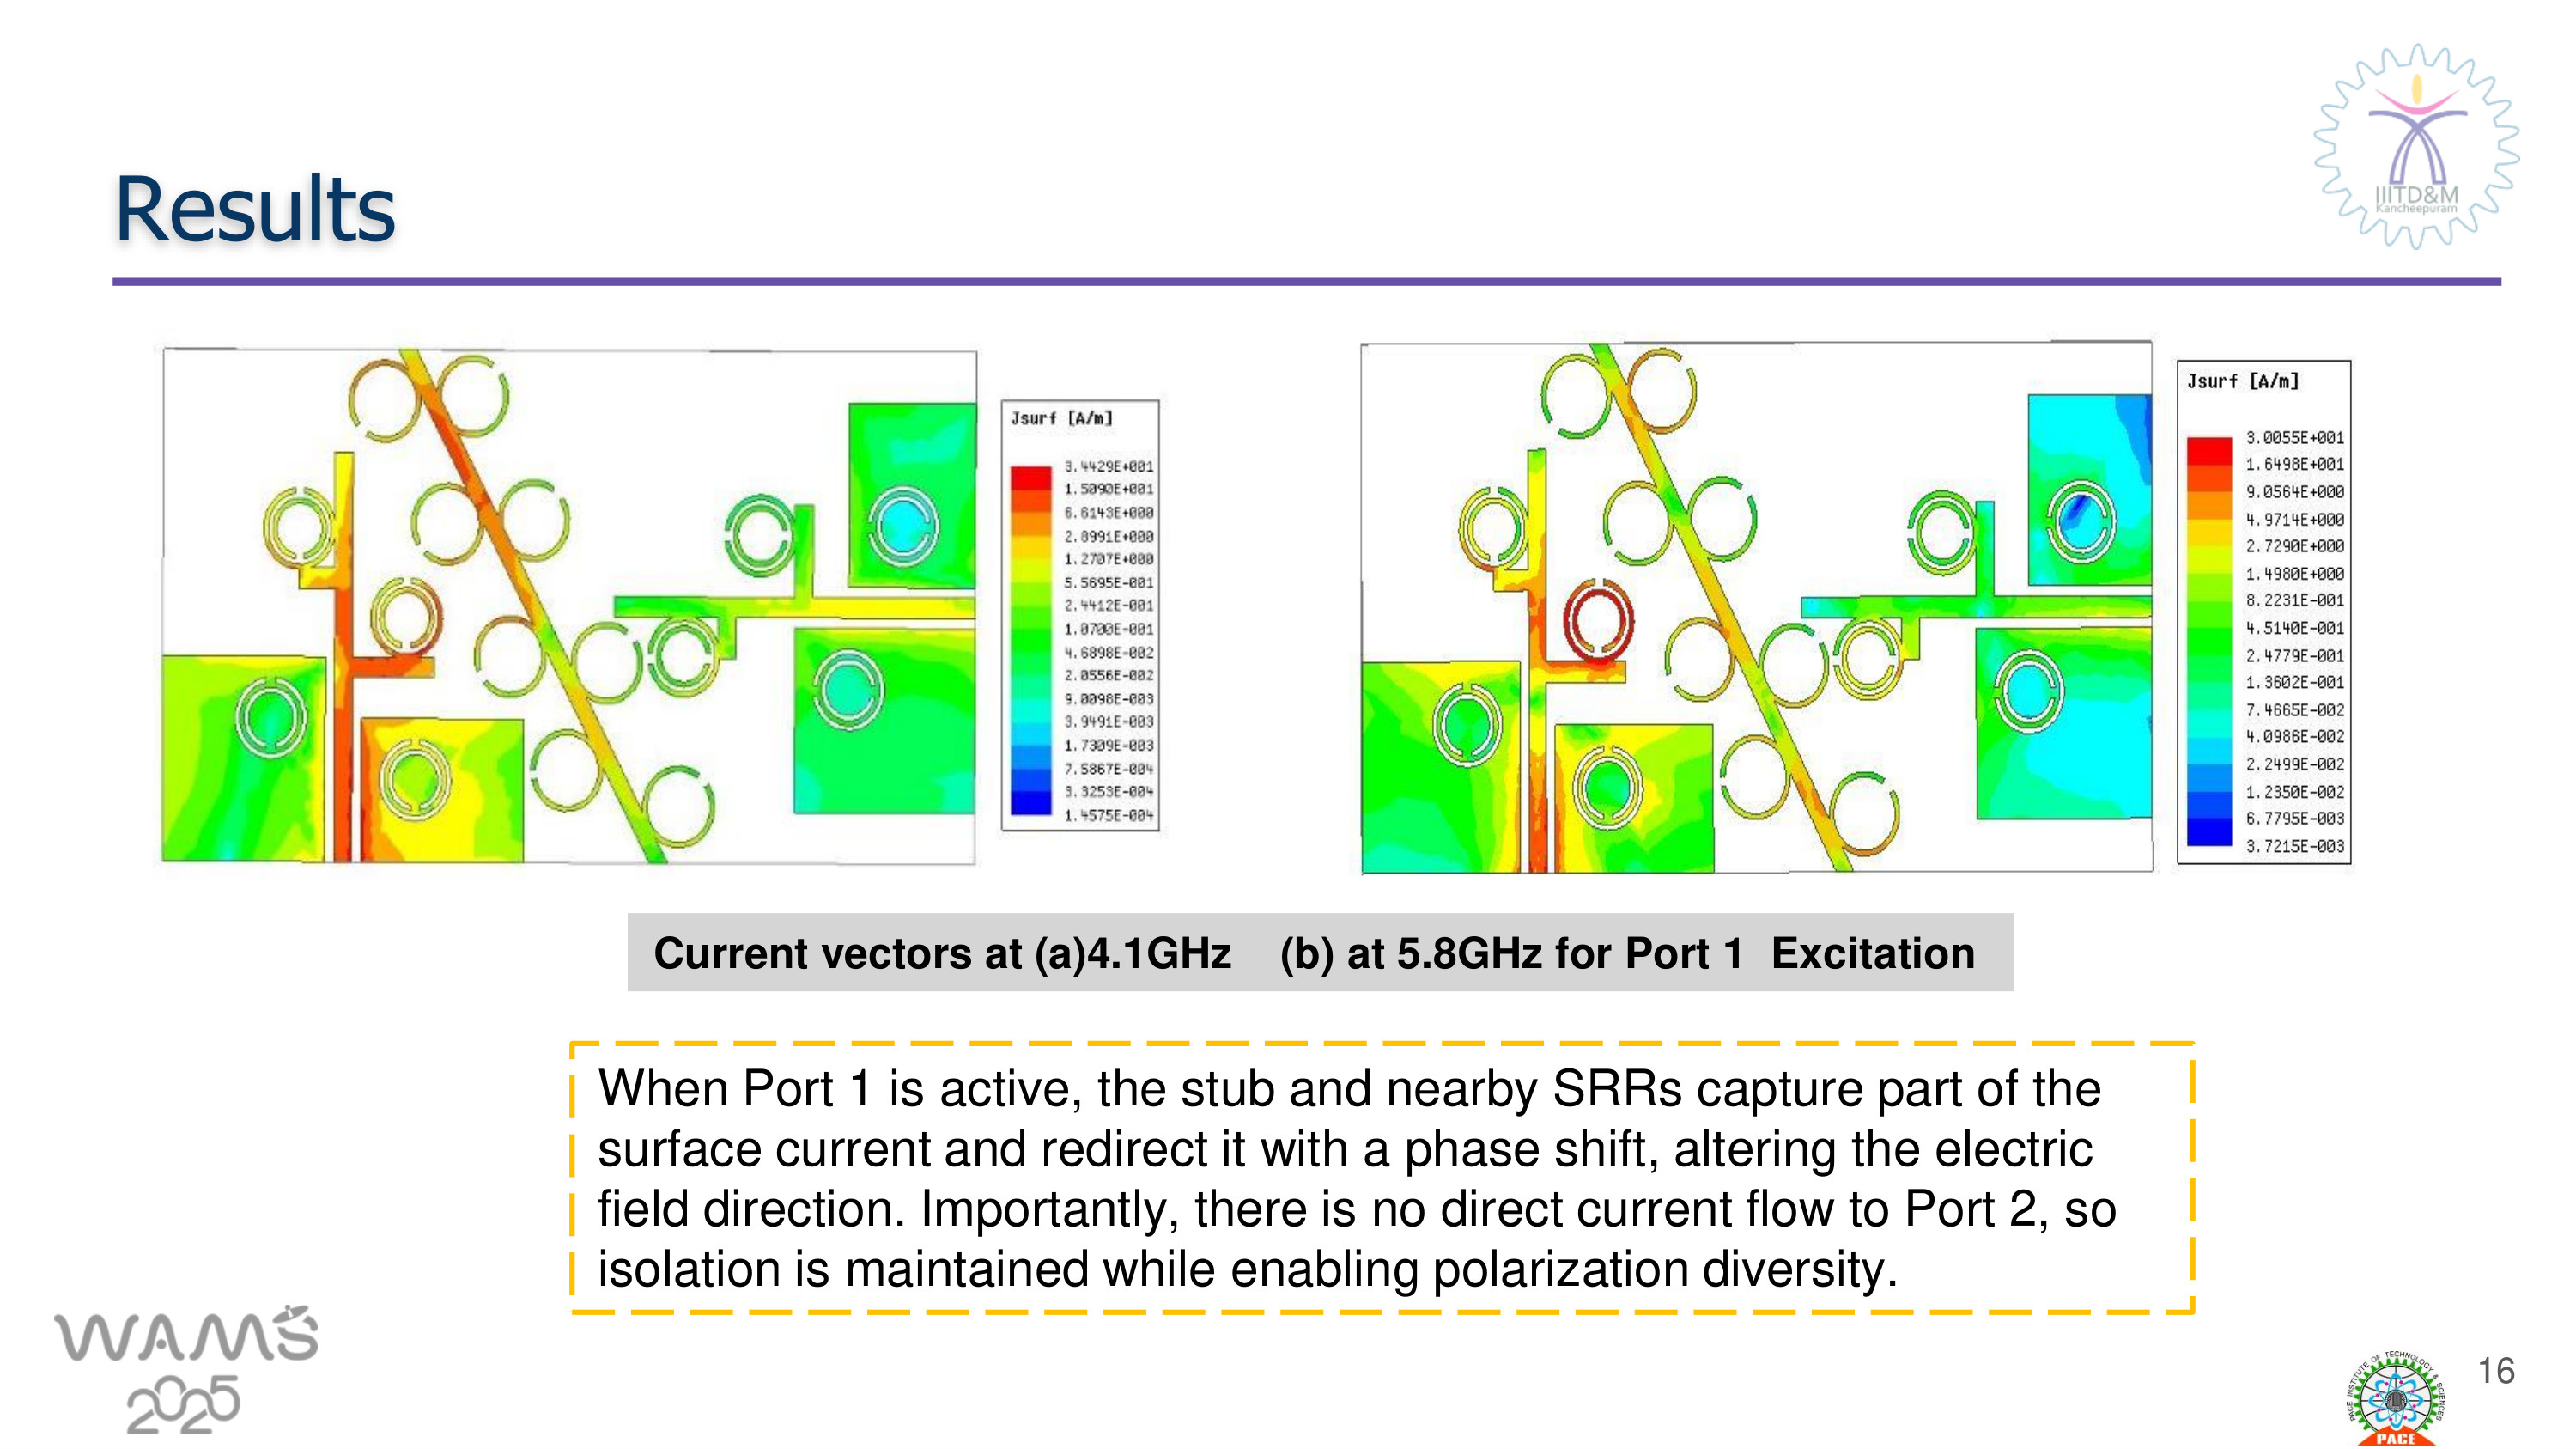 IIITD&M
Kancheepuram
Results
Jsurf [A/m]
3.4429E+001
1.5090E+001
6.6143E+000
2.8991E+000
1.2707E+000
5.5695E-001
2.4412E-001
1.0700E-001
4.6898E-002
2.0556E-002
9.0098E-003
3.9491E-003
1.7309E-003
7.5867E-004
3.3253E-004
1.4575E-004
Jsurf [A/m]
3.0055E+001
1.6498E+001
9.0564E+000
4.9714E+000
2.7290E+000
1.4980E+000
8.2231E-001
4.5140E-001
2.4779E-001
1.3602E-001
7.4665E-002
4.0986E-002
2.2499E-002
1.2350E-002
6.7795E-003
3.7215E-003
Current vectors at (a)4.1GHz (b) at 5.8GHz for Port 1 Excitation
When Port 1 is active, the stub and nearby SRRs capture part of the
surface current and redirect it with a phase shift, altering the electric
field direction. Importantly, there is no direct current flow to Port 2, so
isolation is maintained while enabling polarization diversity.
WAMS
2025
PACE INSTITUTE OF TECHNOLOGY & SCIENCES
PACE
16